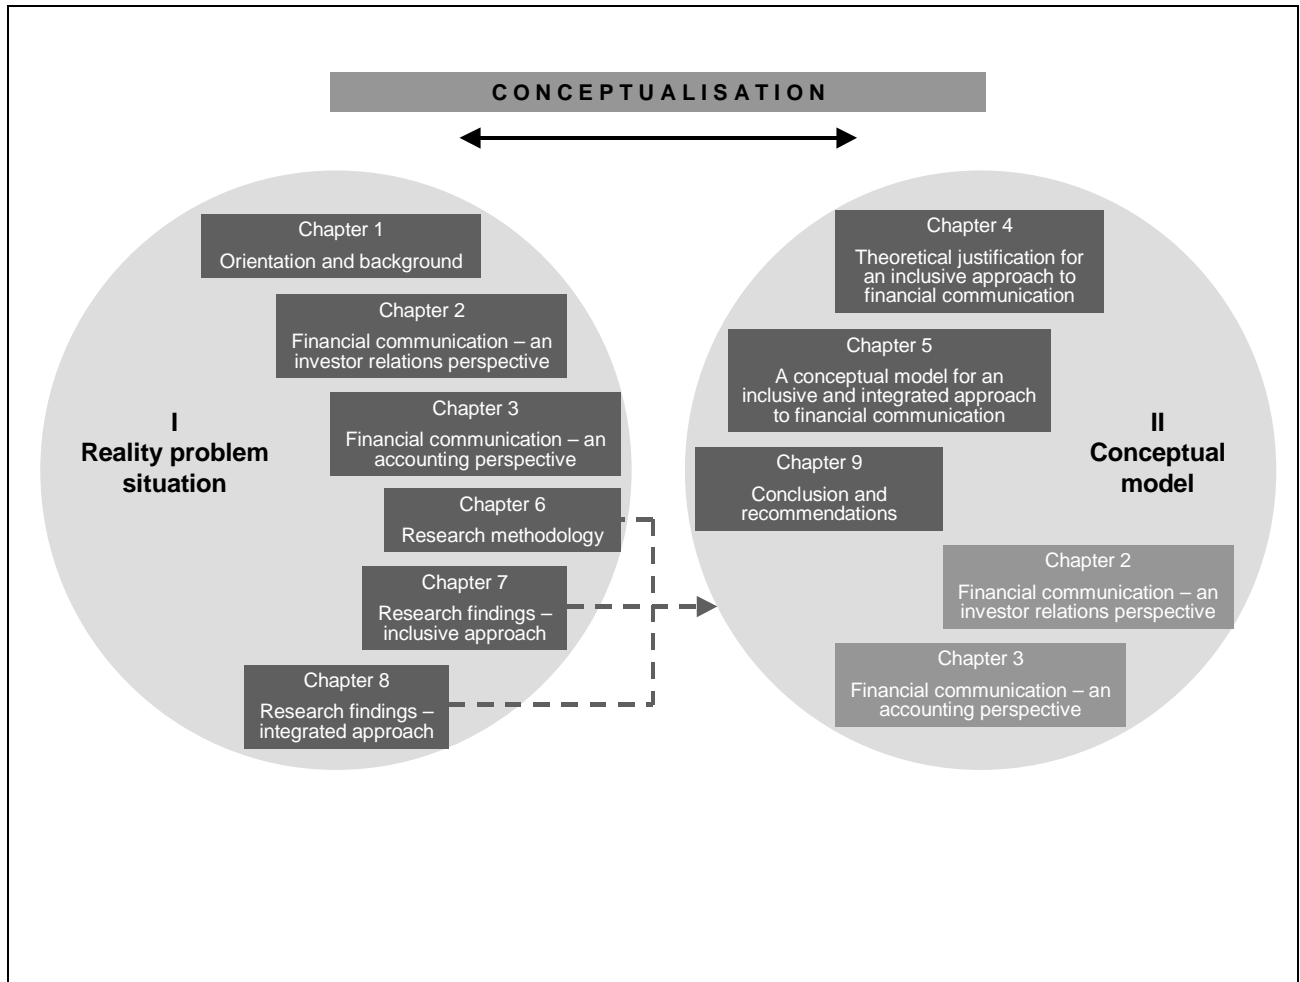 CONCEPTUALISATION
Chapter 1
Orientation and background
Chapter 2
Financial communication – an
investor relations perspective
Chapter 3
Financial communication – an
accounting perspective
I
Reality problem
situation
Chapter 6
Research methodology
Chapter 7
Research findings –
inclusive approach
Chapter 8
Research findings –
integrated approach
Chapter 4
Theoretical justification for
an inclusive approach to
financial communication
Chapter 5
A conceptual model for an
inclusive and integrated approach
to financial communication
II
Conceptual
model
Chapter 9
Conclusion and
recommendations
Chapter 2
Financial communication – an
investor relations perspective
Chapter 3
Financial communication – an
accounting perspective